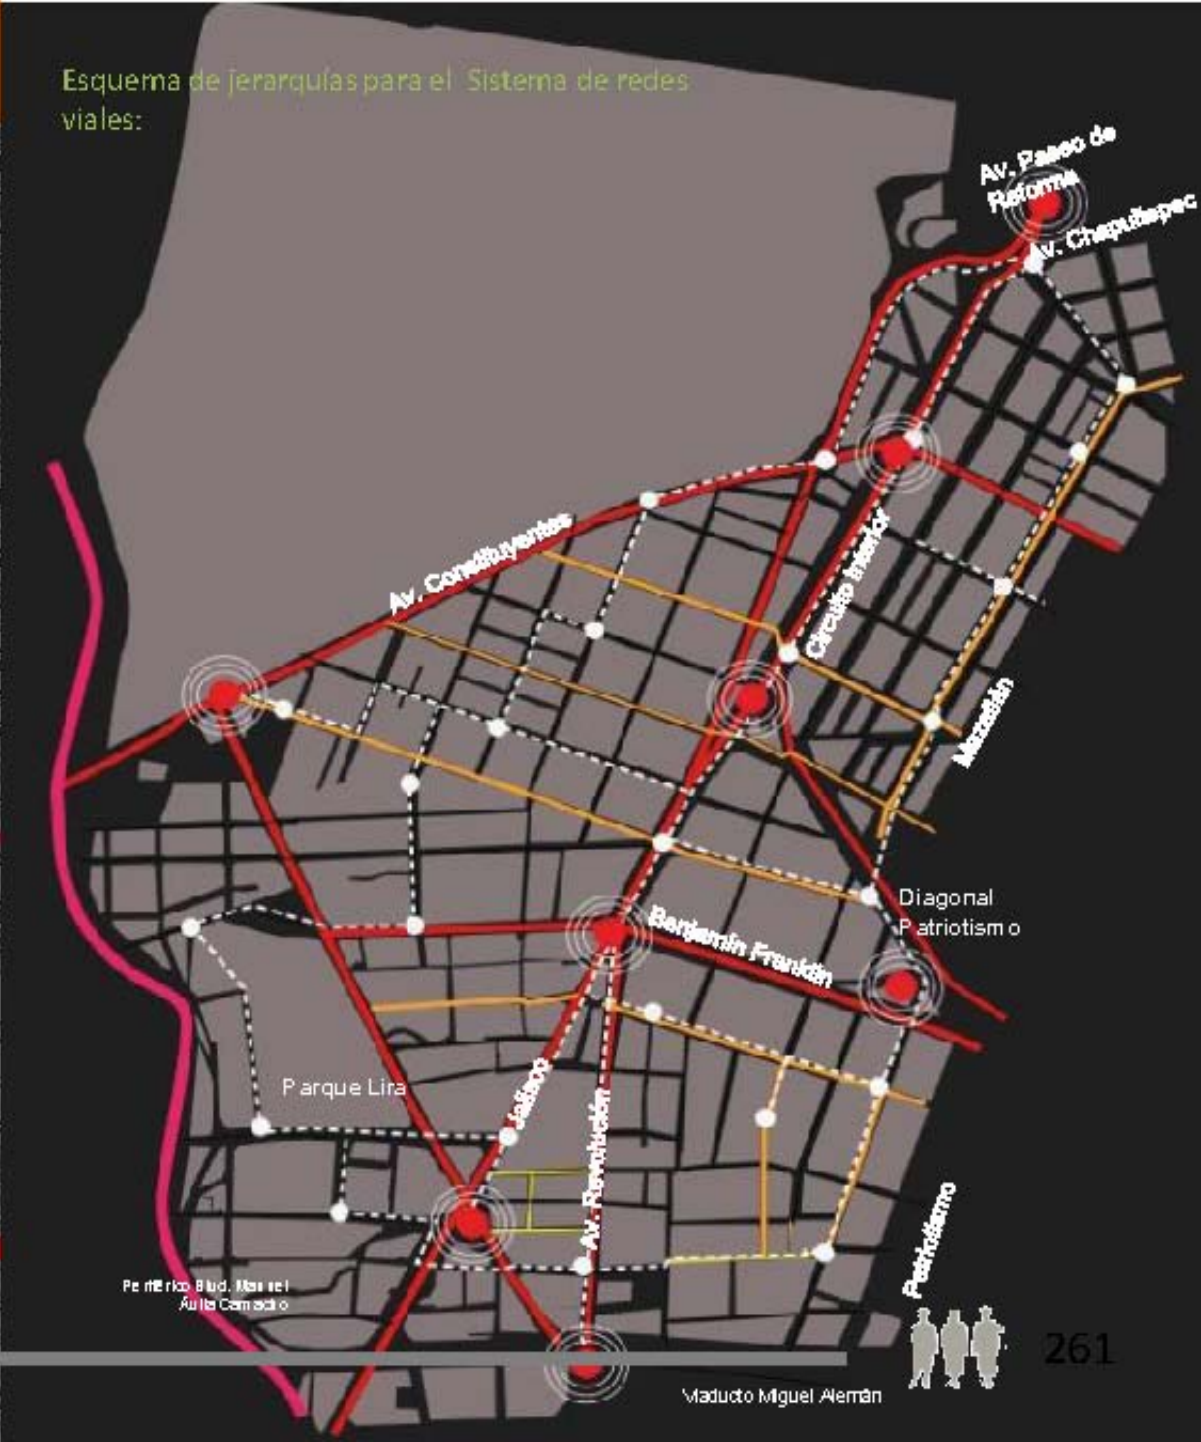 Esquema de jerarquías para el Sistema de redes
viales:
Av. Paseo de
Reforma
Av. Chapultepec
Av. Constituyentes
Circuito Interior
Mazatlán
Diagonal
Patriotismo
Benjamín Franklin
Parque Lira
Jalisco
Av. Revolución
Patriotismo
Periférico Blvd. Manuel
Ávila Camacho
261
Viaducto Miguel Alemán